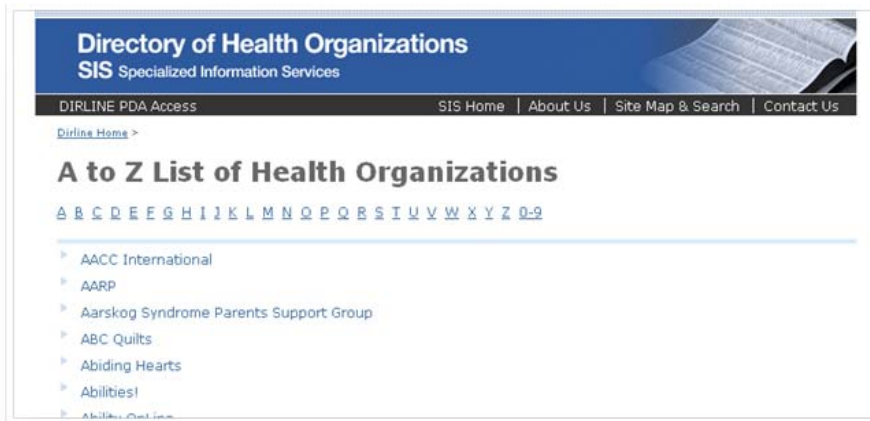 Directory of Health Organizations
SIS Specialized Information Services
DIRLINE PDA Access SIS Home | About Us | Site Map & Search | Contact Us
Dirline Home >
A to Z List of Health Organizations
A B C D E F G H I J K L M N O P Q R S T U V W X Y Z 0-9
AACC International
AARP
Aarskog Syndrome Parents Support Group
ABC Quilts
Abiding Hearts
Abilities!
Ability OnLine